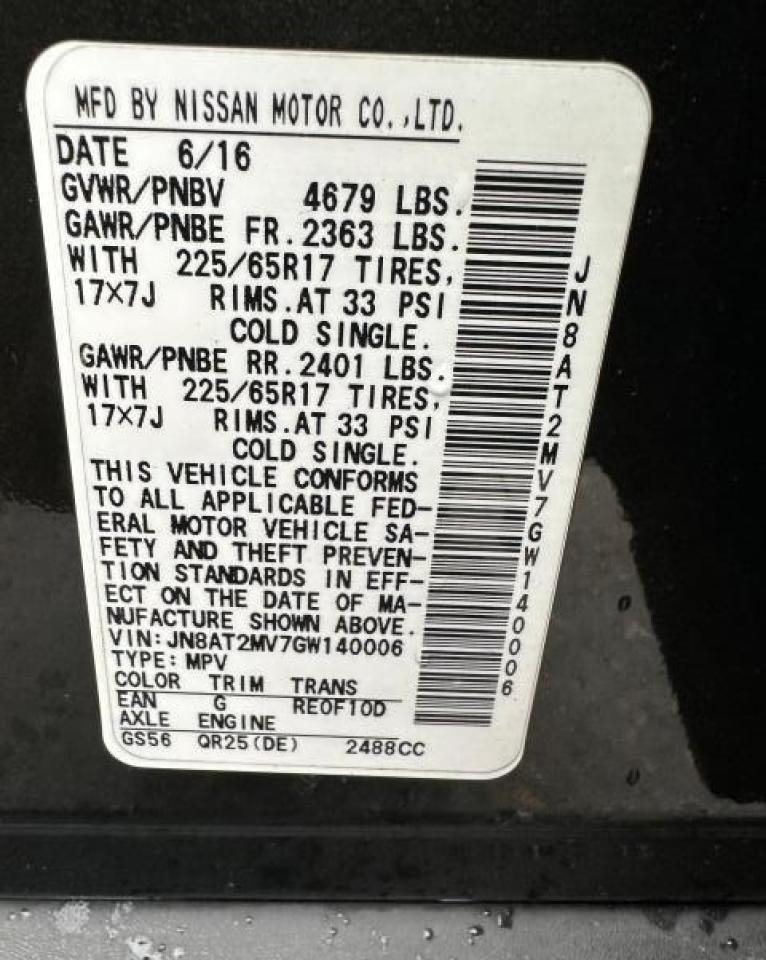 MFD BY NISSAN MOTOR CO.,LTD.
DATE 6/16
GVWR/PNBV 4679 LBS.
GAWR/PNBE FR.2363 LBS.
WITH 225/65R17 TIRES,
17×7J RIMS.AT 33 PSI
COLD SINGLE.
GAWR/PNBE RR.2401 LBS.
WITH 225/65R17 TIRES,
17×7J RIMS.AT 33 PSI
COLD SINGLE.
THIS VEHICLE CONFORMS
TO ALL APPLICABLE FED-
ERAL MOTOR VEHICLE SA-
FETY AND THEFT PREVEN-
TION STANDARDS IN EFF-
ECT ON THE DATE OF MA-
NUFACTURE SHOWN ABOVE.
VIN:JN8AT2MV7GW140006
TYPE:MPV
COLOR TRIM TRANS
EAN G RE0F10D
AXLE ENGINE
GS56 QR25(DE) 2488CC
JN8AT2MV7GW140006